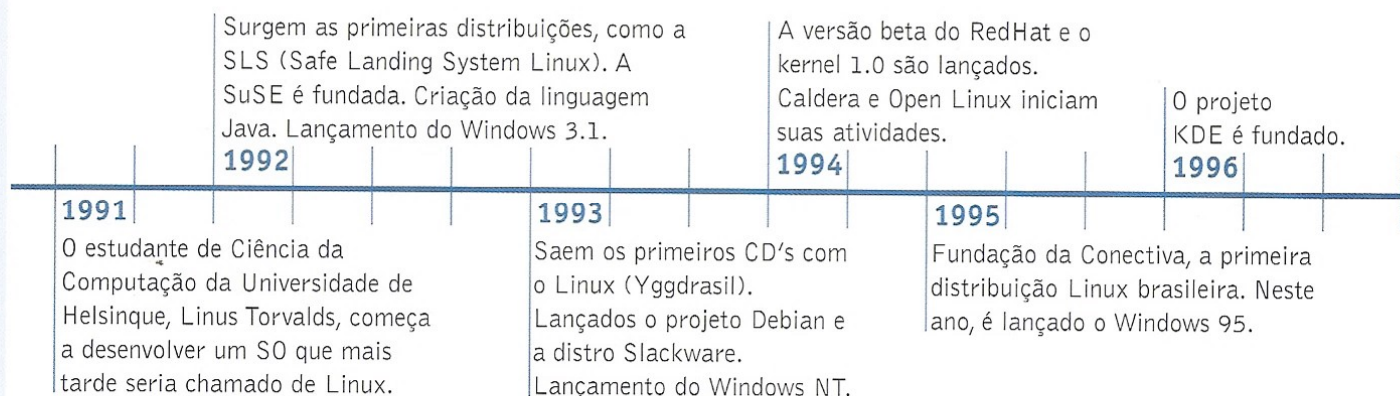 Surgem as primeiras distribuições, como a
SLS (Safe Landing System Linux). A
SuSE é fundada. Criação da linguagem
Java. Lançamento do Windows 3.1.
1992
A versão beta do RedHat e o
kernel 1.0 são lançados.
Caldera e Open Linux iniciam
suas atividades.
1994
O projeto
KDE é fundado.
1996
1991
O estudante de Ciência da
Computação da Universidade de
Helsinque, Linus Torvalds, começa
a desenvolver um SO que mais
tarde seria chamado de Linux.
1993
Saem os primeiros CD's com
o Linux (Yggdrasil).
Lançados o projeto Debian e
a distro Slackware.
Lançamento do Windows NT.
1995
Fundação da Conectiva, a primeira
distribuição Linux brasileira. Neste
ano, é lançado o Windows 95.